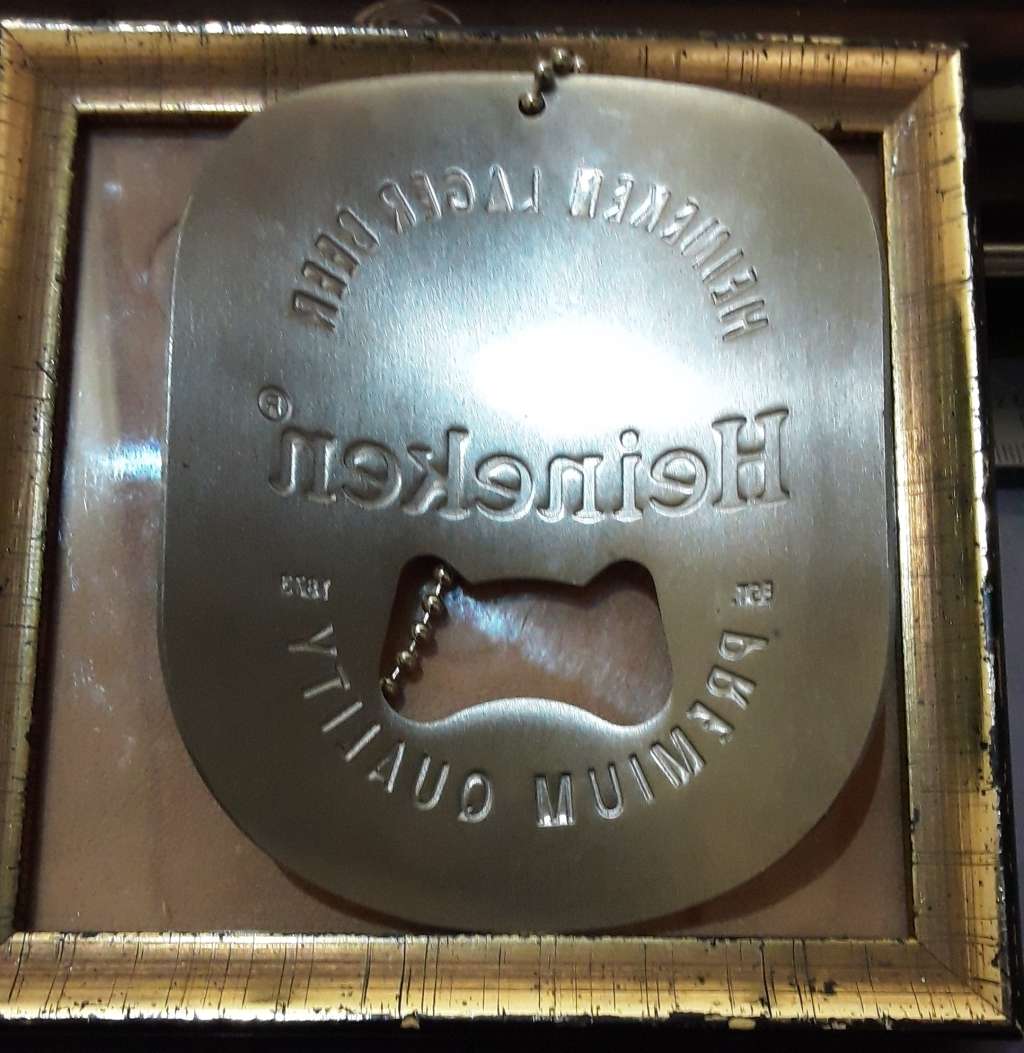 HEINEKEN LAGER BEER
Heineken®
EST. 1873
PREMIUM QUALITY